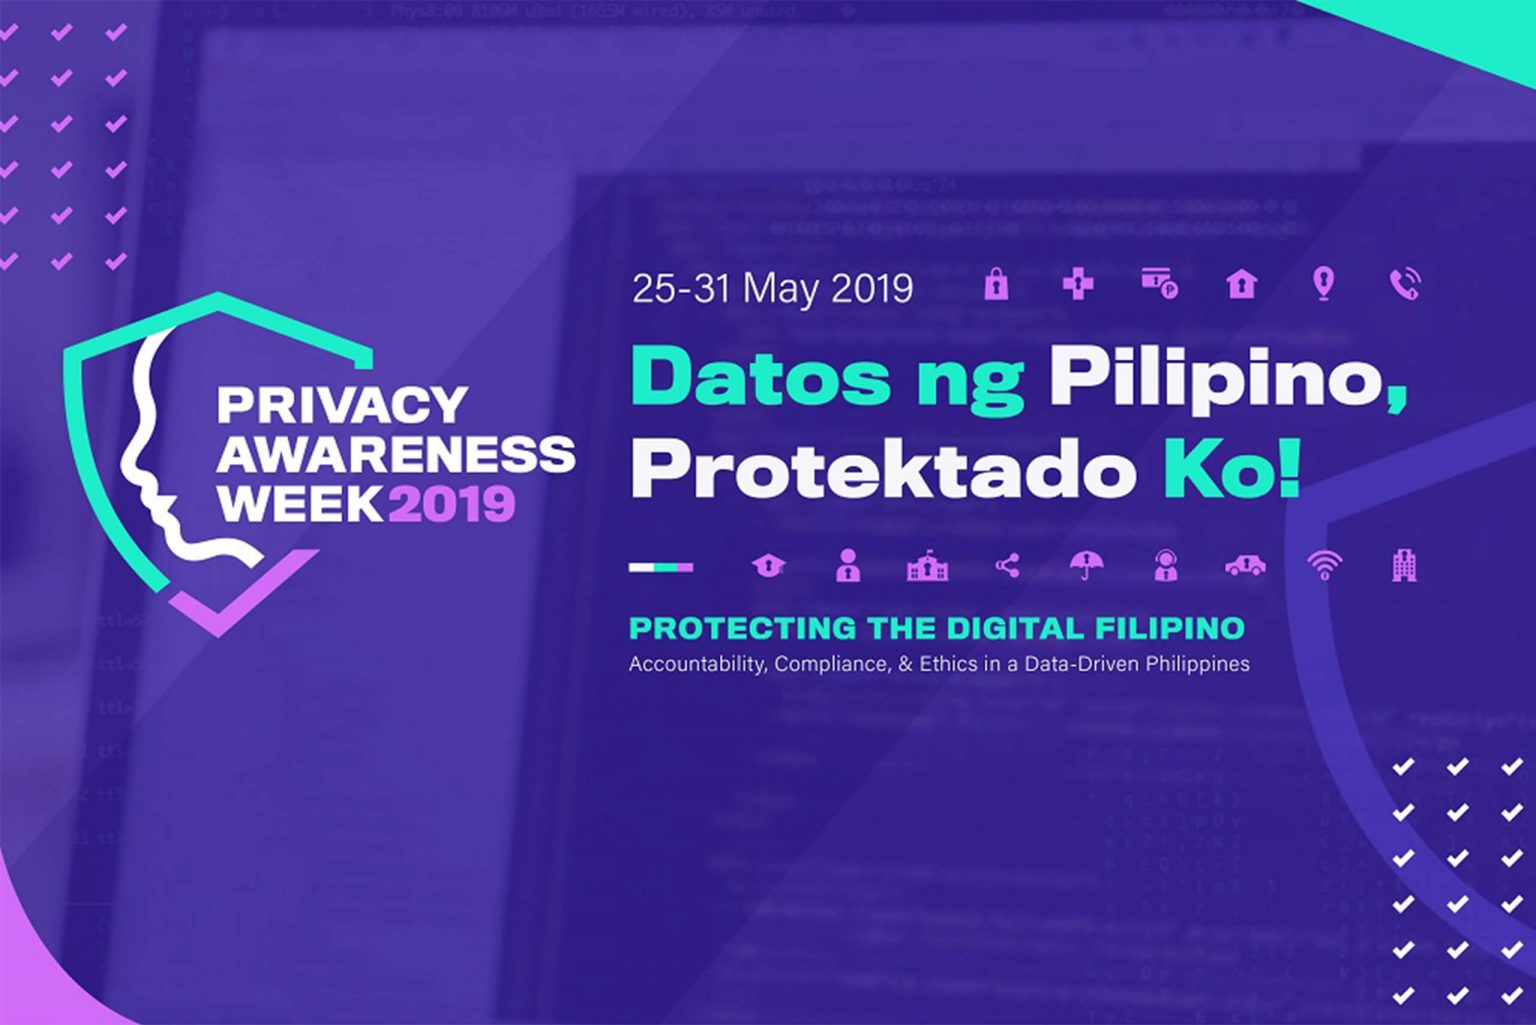 PRIVACY
AWARENESS
WEEK2019
25-31 May 2019
Datos ng Pilipino,
Protektado Ko!
PROTECTING THE DIGITAL FILIPINO
Accountability, Compliance, & Ethics in a Data-Driven Philippines